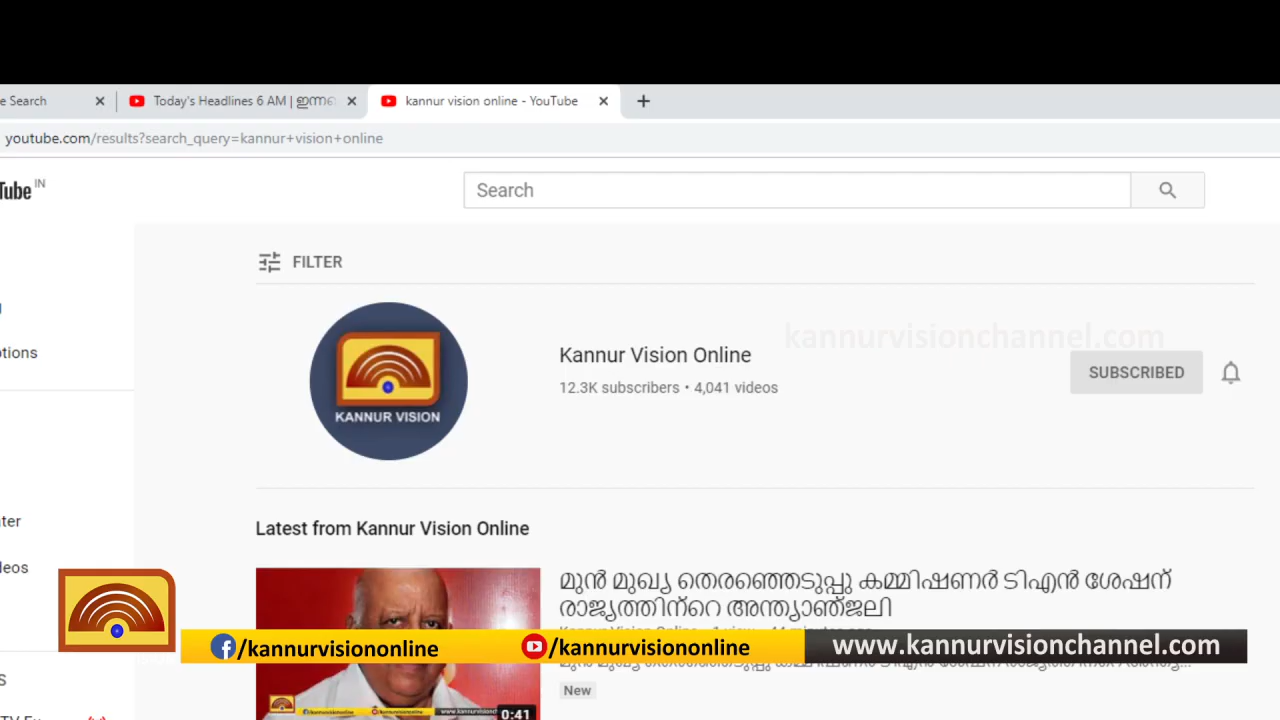 e Search
Today's Headlines 6 AM | ഇന്നത്
kannur vision online - YouTube
youtube.com/results?search_query=kannur+vision+online
Tube IN
Search
FILTER
kannurvisionchannel.com
Kannur Vision Online
12.3K subscribers • 4,041 videos
SUBSCRIBED
KANNUR VISION
ptions
Latest from Kannur Vision Online
ter
eos
മുൻ മുഖ്യ തെരഞ്ഞെടുപ്പു കമ്മിഷണർ ടിഎൻ ശേഷന്
രാജ്യത്തിന്റെ അന്ത്യാഞ്ജലി
/kannurvisiononline
/kannurvisiononline
www.kannurvisionchannel.com
New
0:41
S